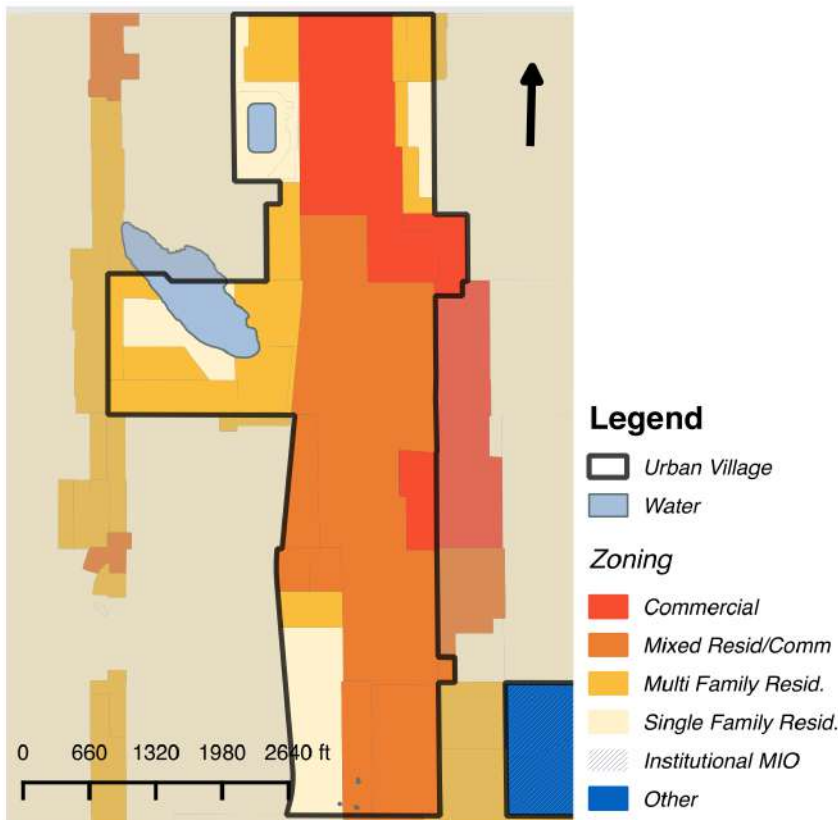 Legend
Urban Village
Water
Zoning
Commercial
Mixed Resid/Comm
Multi Family Resid.
Single Family Resid.
Institutional MIO
Other
0 660 1320 1980 2640 ft